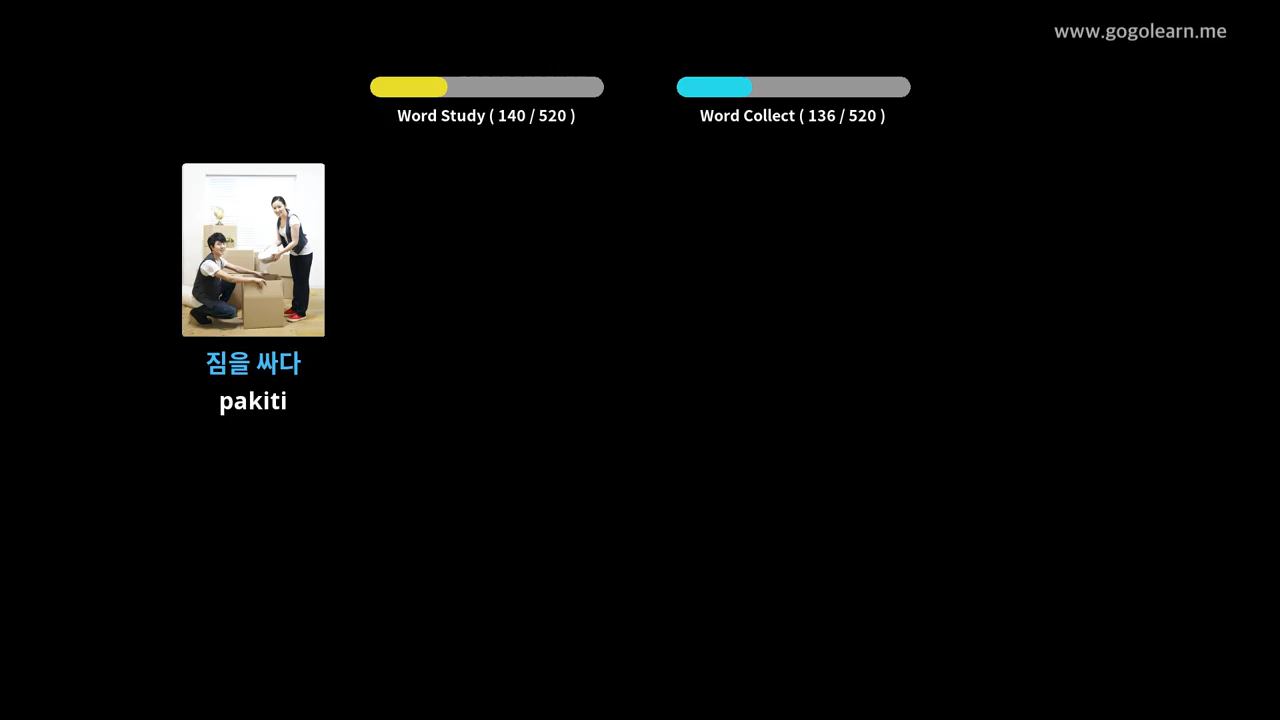 www.gogolearn.me
Word Study ( 140 / 520 )
Word Collect ( 136 / 520 )
짐을 싸다
pakiti